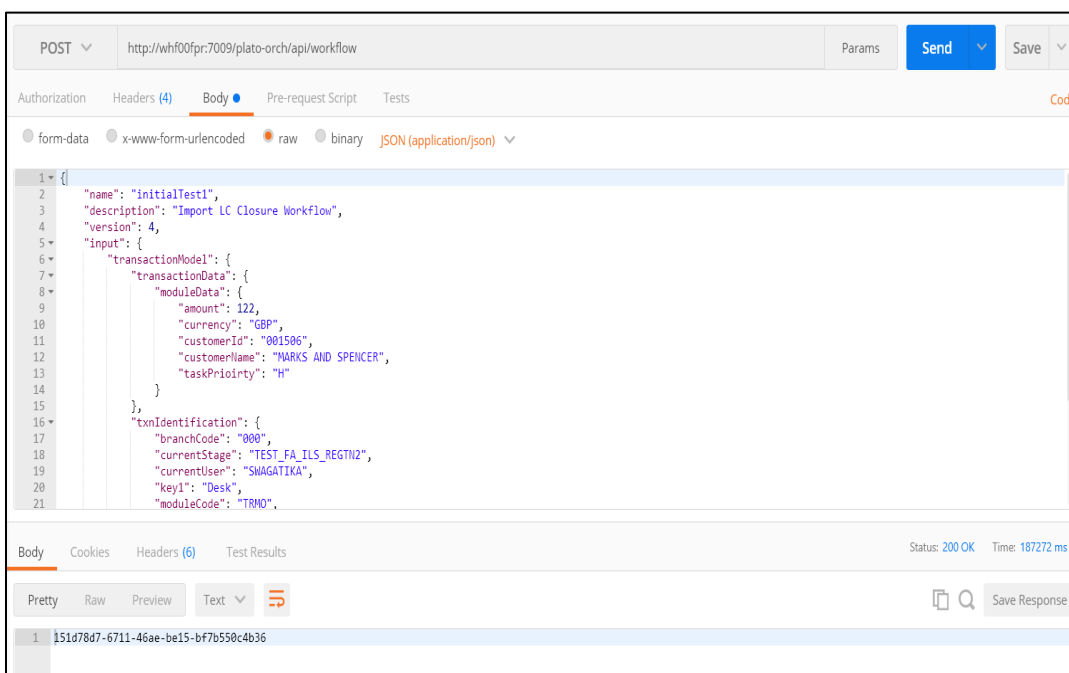 POST http://whf00fpr:7009/plato-orch/api/workflow Params Send Save
Authorization Headers (4) Body Pre-request Script Tests Cod
form-data x-www-form-urlencoded raw binary JSON (application/json)
1 {
2 "name": "initialTest1",
3 "description": "Import LC Closure Workflow",
4 "version": 4,
5 "input": {
6 "transactionModel": {
7 "transactionData": {
8 "moduleData": {
9 "amount": 122,
10 "currency": "GBP",
11 "customerId": "001506",
12 "customerName": "MARKS AND SPENCER",
13 "taskPrioirty": "H"
14 }
15 },
16 "txnIdentification": {
17 "branchCode": "000",
18 "currentStage": "TEST_FA_ILS_REGTN2",
19 "currentUser": "SWAGATIKA",
20 "key1": "Desk",
21 "moduleCode": "TRMO",
Body Cookies Headers (6) Test Results Status: 200 OK Time: 187272 ms
Pretty Raw Preview Text Save Response
1 151d78d7-6711-46ae-be15-bf7b550c4b36